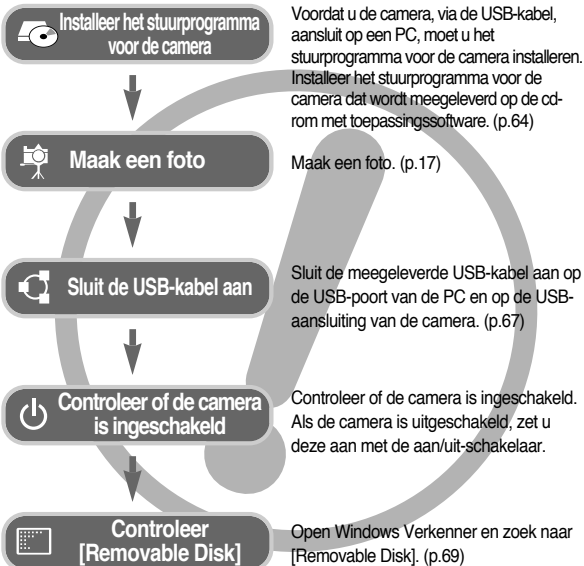 Installeer het stuurprogramma
voor de camera
Voordat u de camera, via de USB-kabel,
aansluit op een PC, moet u het
stuurprogramma voor de camera installeren.
Installeer het stuurprogramma voor de
camera dat wordt meegeleverd op de cd-
rom met toepassingssoftware. (p.64)
Maak een foto
Maak een foto. (p.17)
Sluit de USB-kabel aan
Sluit de meegeleverde USB-kabel aan op
de USB-poort van de PC en op de USB-
aansluiting van de camera. (p.67)
Controleer of de camera
is ingeschakeld
Controleer of de camera is ingeschakeld.
Als de camera is uitgeschakeld, zet u
deze aan met de aan/uit-schakelaar.
Controleer
[Removable Disk]
Open Windows Verkenner en zoek naar
[Removable Disk]. (p.69)